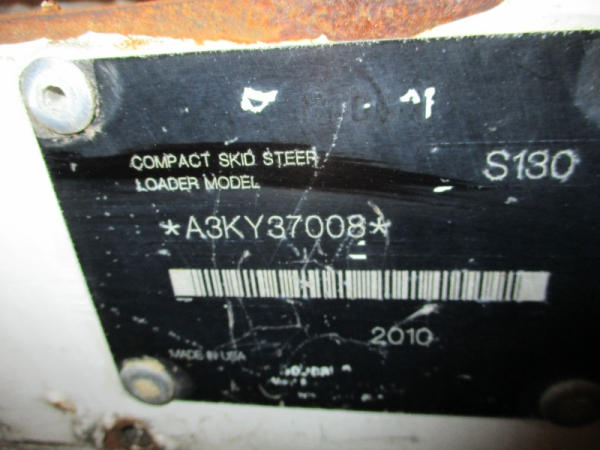 COMPACT SKID STEER
LOADER MODEL S130
*A3KY37008*
2010
MADE IN USA